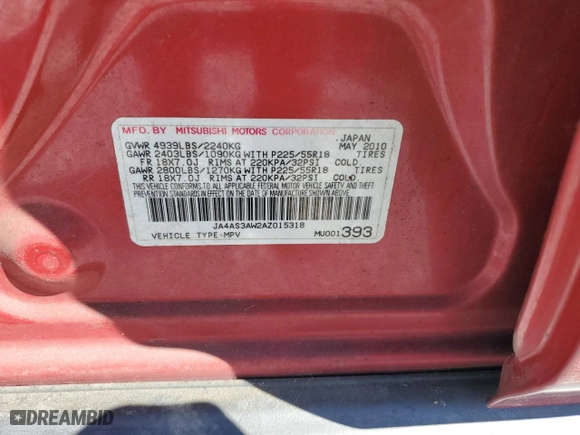 MFD. BY MITSUBISHI MOTORS CORPORATION
JAPAN
GVWR 4939LBS/2240KG MAY 2010
GAWR 2403LBS/1090KG WITH P225/55R18 TIRES
FR 18X7.0J RIMS AT 220KPA/32PSI COLD
GAWR 2800LBS/1270KG WITH P225/55R18 TIRES
RR 18X7.0J RIMS AT 220KPA/32PSI COLD.
THIS VEHICLE CONFORMS TO ALL APPLICABLE FEDERAL MOTOR VEHICLE SAFETY AND THEFT
PREVENTION STANDARDS IN EFFECT ON THE DATE OF MANUFACTURE SHOWN ABOVE.
JA4AS3AW2AZ015318
VEHICLE TYPE:MPV MU001393
DREAMBID